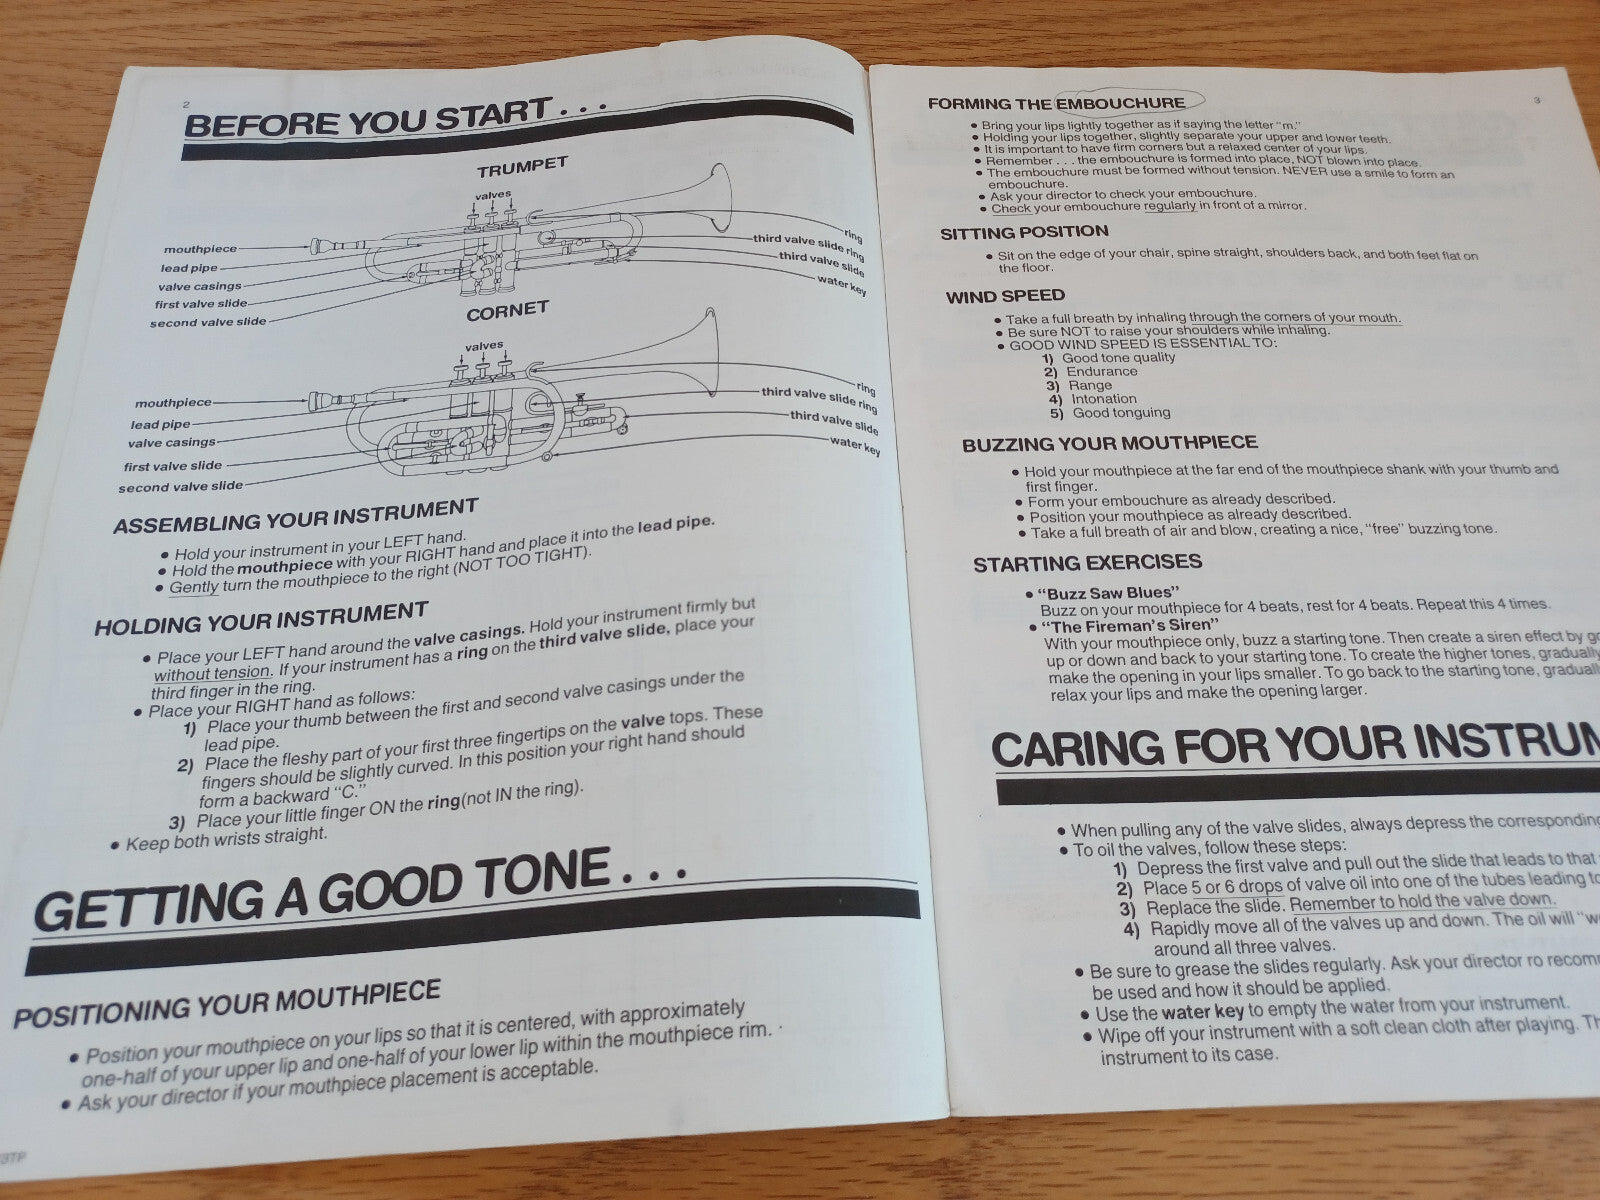 2
BEFORE YOU START . . .
TRUMPET
valves
mouthpiece
lead pipe
valve casings
first valve slide
second valve slide
ring
third valve slide ring
third valve slide
water key
CORNET
valves
mouthpiece
lead pipe
valve casings
first valve slide
second valve slide
ring
third valve slide ring
third valve slide
water key
ASSEMBLING YOUR INSTRUMENT
• Hold your instrument in your LEFT hand.
• Hold the mouthpiece with your RIGHT hand and place it into the lead pipe.
• Gently turn the mouthpiece to the right (NOT TOO TIGHT).
HOLDING YOUR INSTRUMENT
• Place your LEFT hand around the valve casings. Hold your instrument firmly but
without tension. If your instrument has a ring on the third valve slide, place your
third finger in the ring.
• Place your RIGHT hand as follows:
1) Place your thumb between the first and second valve casings under the
lead pipe.
2) Place the fleshy part of your first three fingertips on the valve tops. These
fingers should be slightly curved. In this position your right hand should
form a backward "C."
3) Place your little finger ON the ring(not IN the ring).
• Keep both wrists straight.
GETTING A GOOD TONE . . .
POSITIONING YOUR MOUTHPIECE
• Position your mouthpiece on your lips so that it is centered, with approximately
one-half of your upper lip and one-half of your lower lip within the mouthpiece rim.
• Ask your director if your mouthpiece placement is acceptable.
3TP
3
FORMING THE EMBOUCHURE
• Bring your lips lightly together as if saying the letter "m."
• Holding your lips together, slightly separate your upper and lower teeth.
• It is important to have firm corners but a relaxed center of your lips.
• Remember . . . the embouchure is formed into place, NOT blown into place.
• The embouchure must be formed without tension. NEVER use a smile to form an
embouchure.
• Ask your director to check your embouchure.
• Check your embouchure regularly in front of a mirror.
SITTING POSITION
• Sit on the edge of your chair, spine straight, shoulders back, and both feet flat on
the floor.
WIND SPEED
• Take a full breath by inhaling through the corners of your mouth.
• Be sure NOT to raise your shoulders while inhaling.
• GOOD WIND SPEED IS ESSENTIAL TO:
1) Good tone quality
2) Endurance
3) Range
4) Intonation
5) Good tonguing
BUZZING YOUR MOUTHPIECE
• Hold your mouthpiece at the far end of the mouthpiece shank with your thumb and
first finger.
• Form your embouchure as already described.
• Position your mouthpiece as already described.
• Take a full breath of air and blow, creating a nice, "free" buzzing tone.
STARTING EXERCISES
• "Buzz Saw Blues"
Buzz on your mouthpiece for 4 beats, rest for 4 beats. Repeat this 4 times.
• "The Fireman's Siren"
With your mouthpiece only, buzz a starting tone. Then create a siren effect by
up or down and back to your starting tone. To create the higher tones, gradually
make the opening in your lips smaller. To go back to the starting tone,
relax your lips and make the opening larger.
CARING FOR YOUR
• When pulling any of the valve slides, always depress the corresponding
• To oil the valves, follow these steps:
1) Depress the first valve and pull out the slide that leads to that
2) Place 5 or 6 drops of valve oil into one of the tubes leading
3) Replace the slide. Remember to hold the valve down.
4) Rapidly move all of the valves up and down. The oil will
around all three valves.
• Be sure to grease the slides regularly. Ask your director ro
be used and how it should be applied.
• Use the water key to empty the water from your instrument.
• Wipe off your instrument with a soft clean cloth after playing.
instrument to its case.